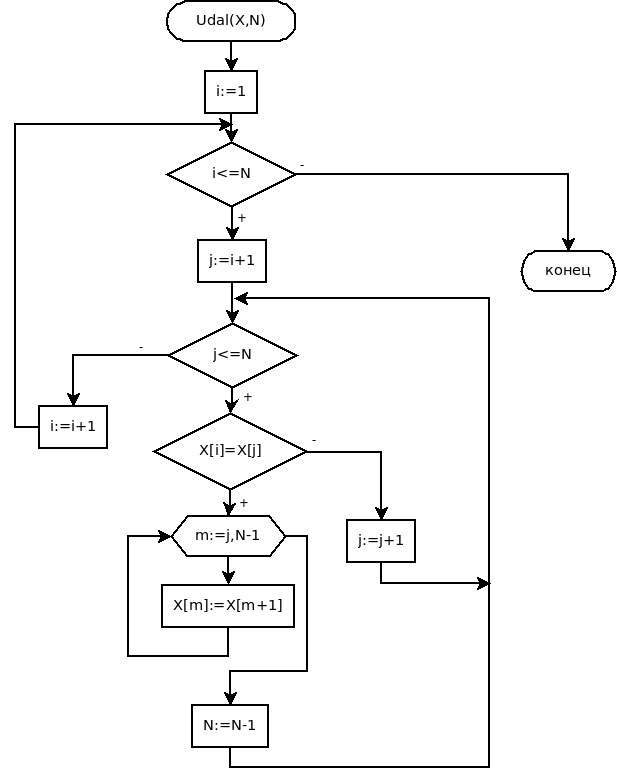 Udal(X,N)
i:=1
i<=N
-
+
j:=i+1
конец
j<=N
-
+
i:=i+1
X[i]=X[j]
-
+
m:=j,N-1
j:=j+1
X[m]:=X[m+1]
N:=N-1